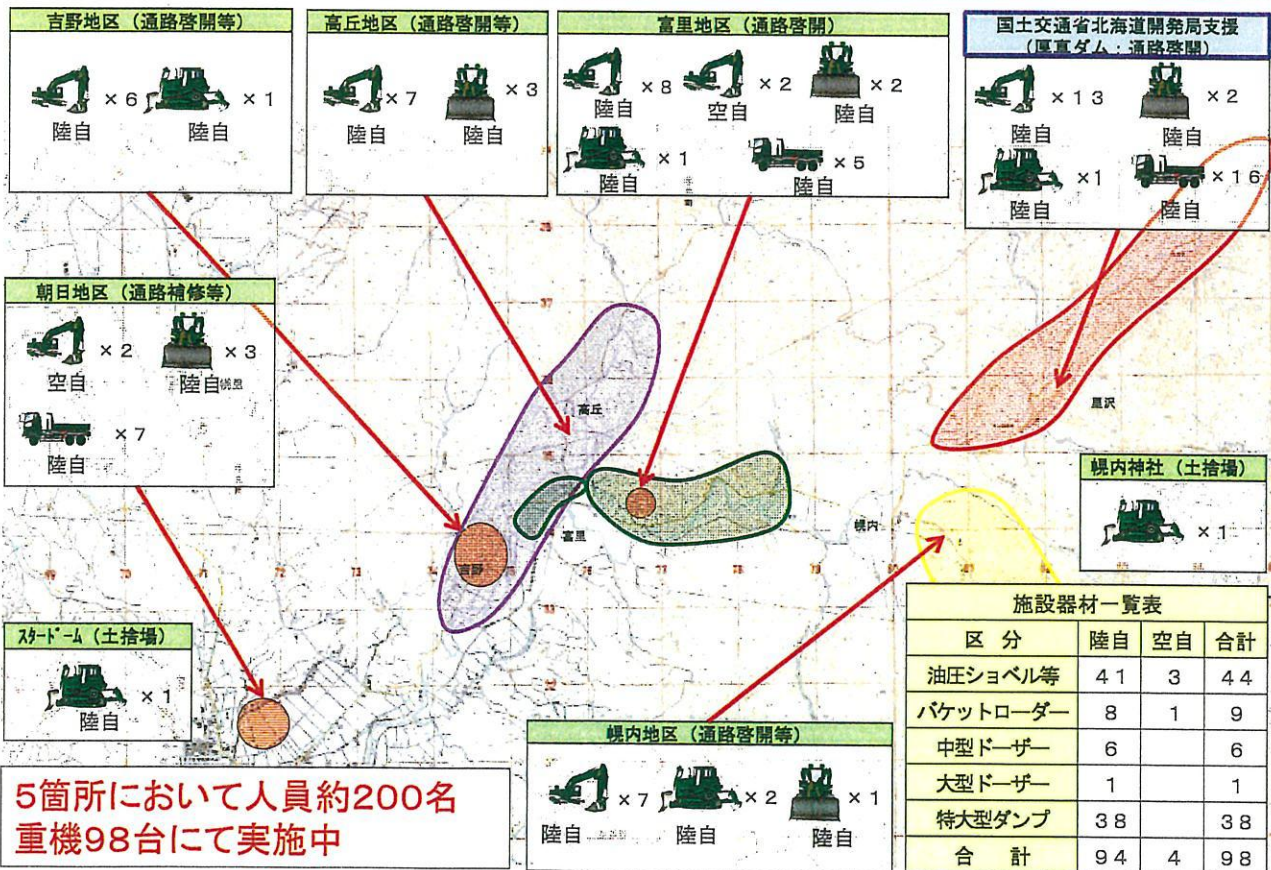 吉野地区（通路啓開等）
×6 ×1
陸自 陸自
高丘地区（通路啓開等）
×7 ×3
陸自 陸自
富里地区（通路啓開）
×8 ×2 ×2
陸自 空自 陸自
×1 ×5
陸自 陸自
国土交通省北海道開発局支援
（厚真ダム：通路啓開）
×13 ×2
陸自 陸自
×1 ×16
陸自 陸自
朝日地区（通路補修等）
×2 ×3
空自 陸自
×7
陸自
高丘
富里
吉野
幌内
幌内神社（土捨場）
×1
陸自
スタードーム（土捨場）
×1
陸自
幌内地区（通路啓開等）
×7 ×2 ×1
陸自 陸自 陸自
5箇所において人員約200名
重機98台にて実施中
施設器材一覧表
区分 陸自 空自 合計
油圧ショベル等 41 3 44
バケットローダー 8 1 9
中型ドーザー 6 6
大型ドーザー 1 1
特大型ダンプ 38 38
合計 94 4 98